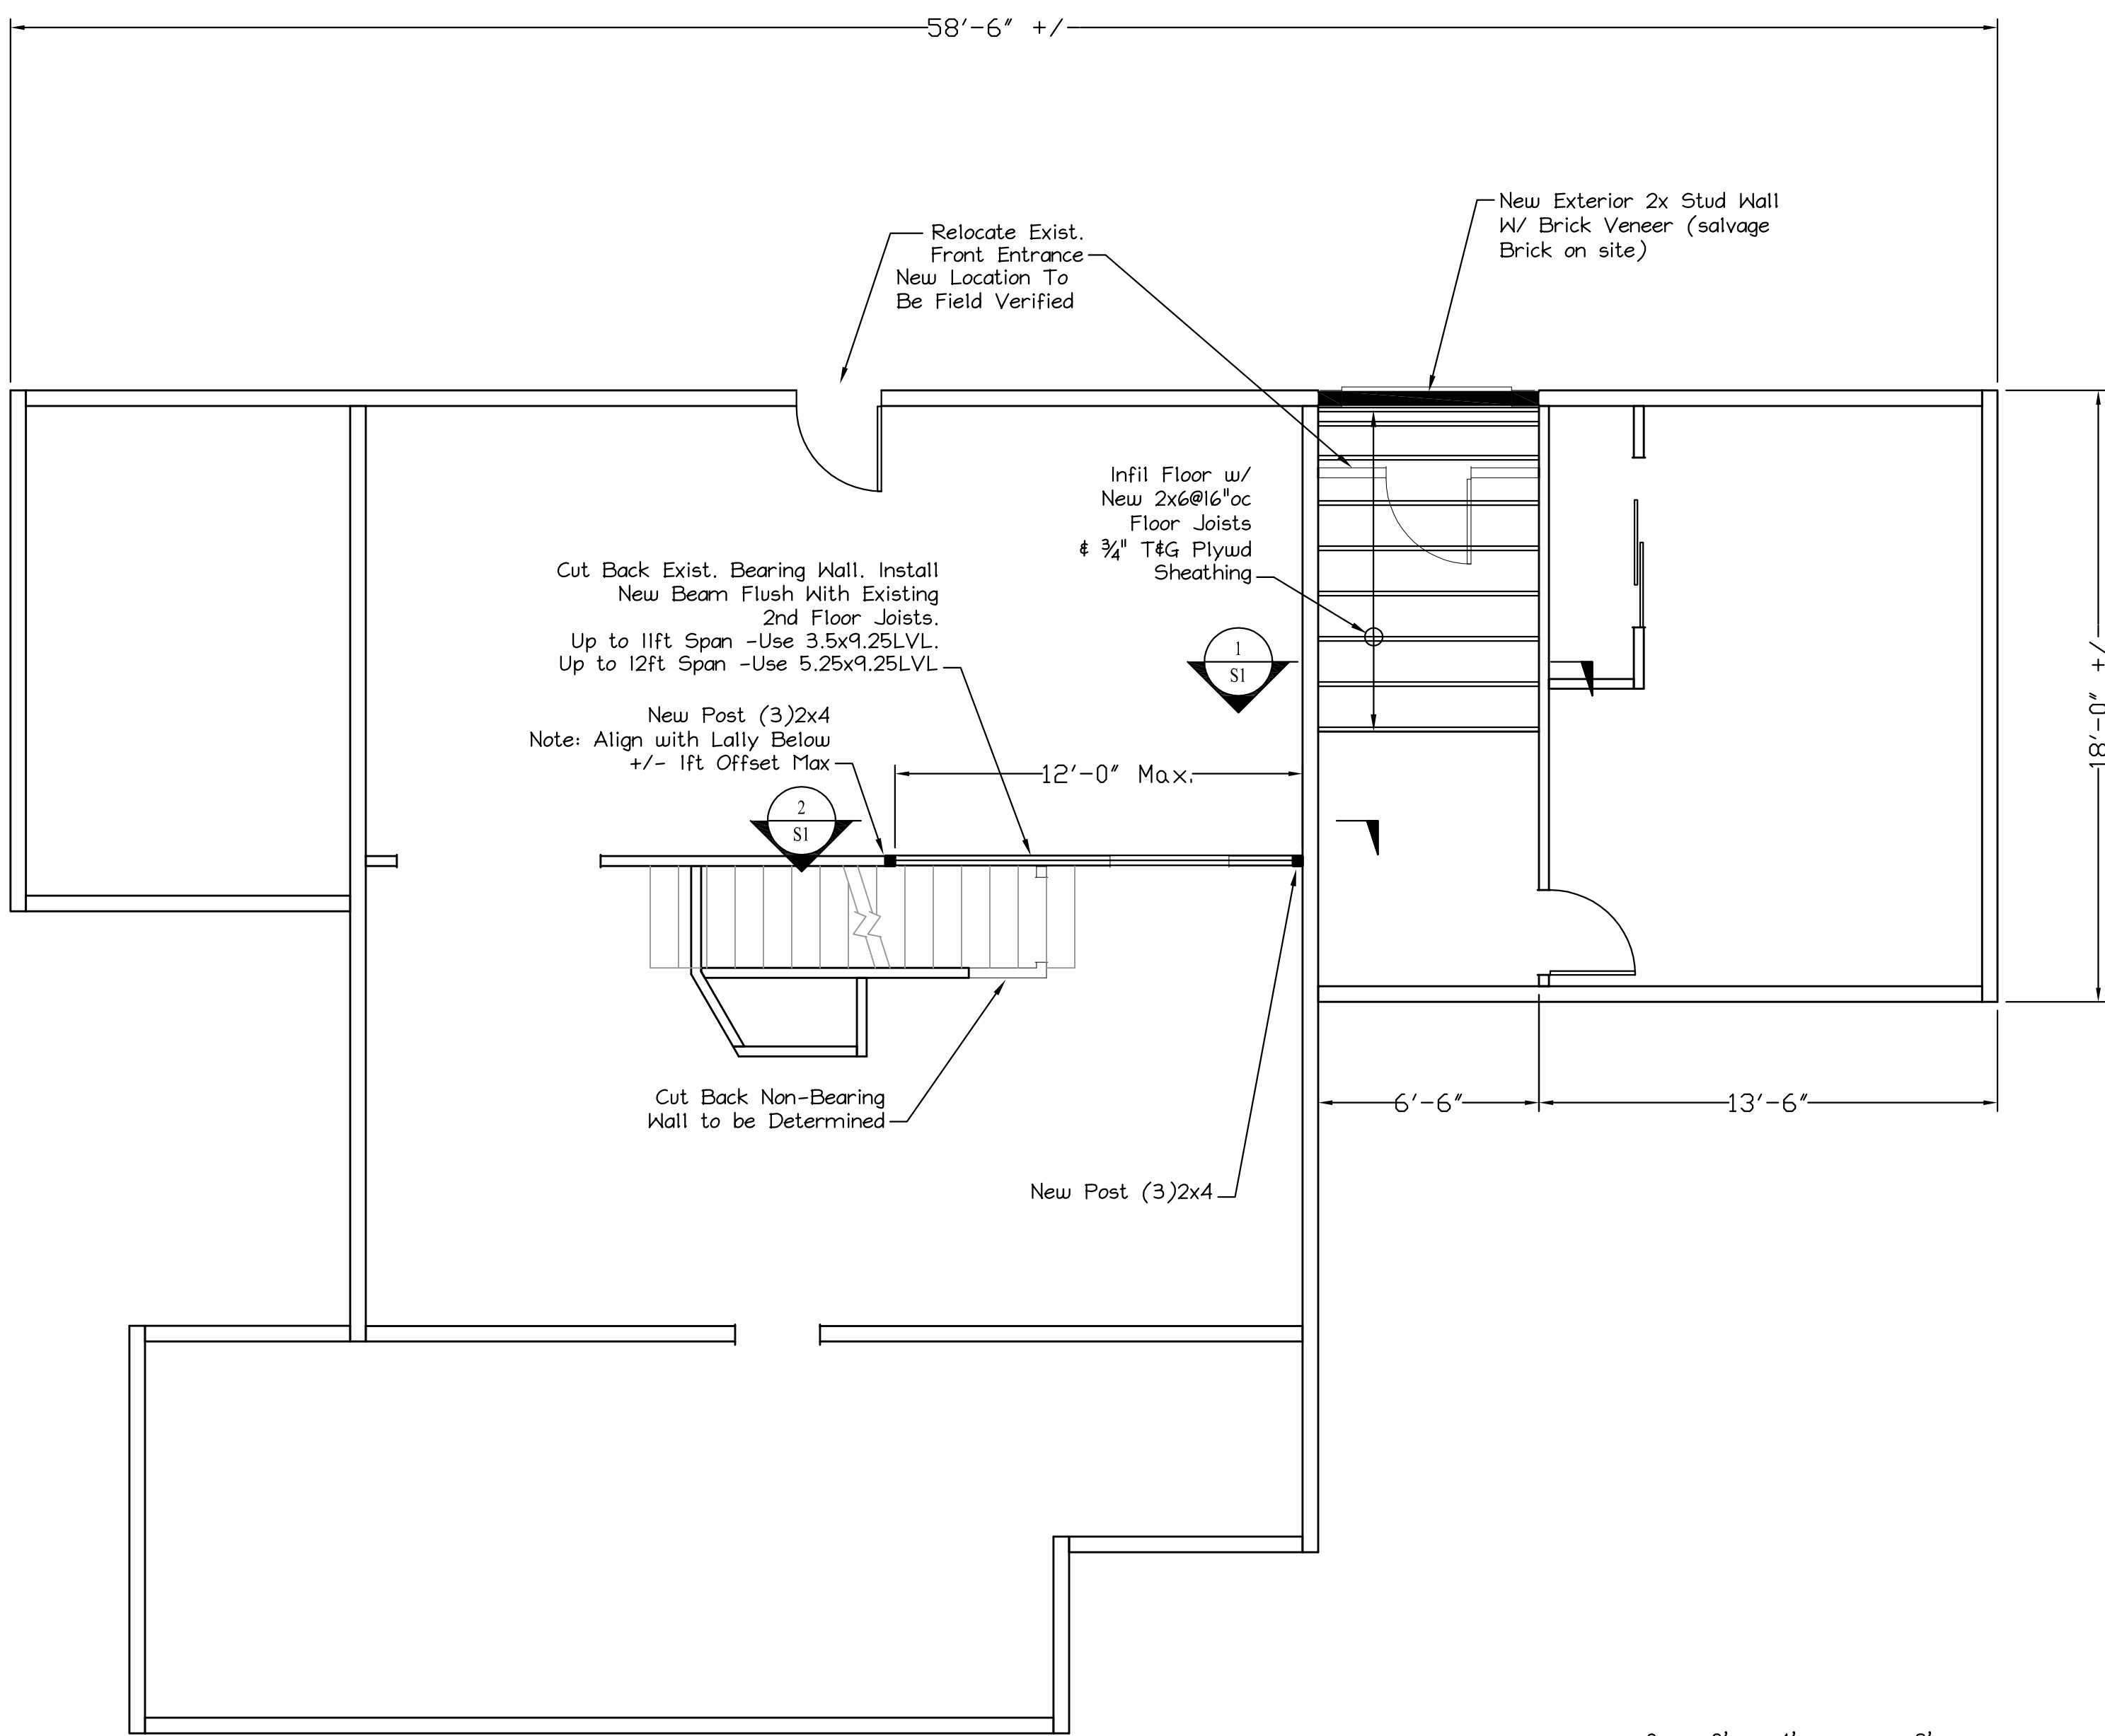 58'-6" +/-
New Exterior 2x Stud Wall
W/ Brick Veneer (salvage
Brick on site)
Relocate Exist.
Front Entrance
New Location To
Be Field Verified
Infil Floor w/
New 2x6@16"oc
Floor Joists
& 3/4" T&G Plywd
Sheathing
Cut Back Exist. Bearing Wall. Install
New Beam Flush With Existing
2nd Floor Joists.
Up to 11ft Span -Use 3.5x9.25LVL.
Up to 12ft Span -Use 5.25x9.25LVL
1
S1
18'-0" +/-
New Post (3)2x4
Note: Align with Lally Below
+/- 1ft Offset Max
12'-0" Max.
2
S1
Cut Back Non-Bearing
Wall to be Determined
6'-6"
13'-6"
New Post (3)2x4